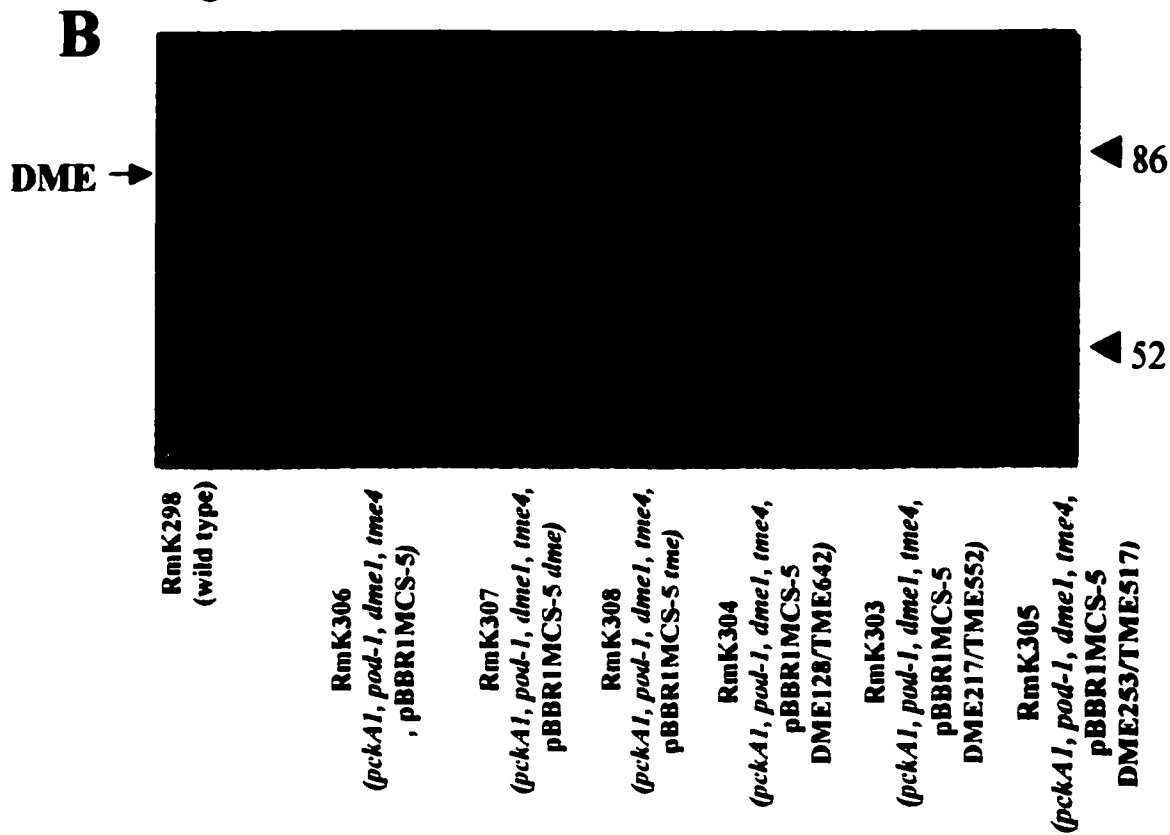 B
DME
86
52
RmK298
(wild type)
RmK306
(pckA1, pod-1, dme1, tme4
, pBBR1MCS-5)
RmK307
(pckA1, pod-1, dme1, tme4,
pBBR1MCS-5 dme)
RmK308
(pckA1, pod-1, dme1, tme4,
pBBR1MCS-5 tme)
RmK304
(pckA1, pod-1, dme1, tme4,
pBBR1MCS-5
DME128/TME642)
RmK303
(pckA1, pod-1, dme1, tme4,
pBBR1MCS-5
DME217/TME552)
RmK305
(pckA1, pod-1, dme1, tme4,
pBBR1MCS-5
DME253/TME517)